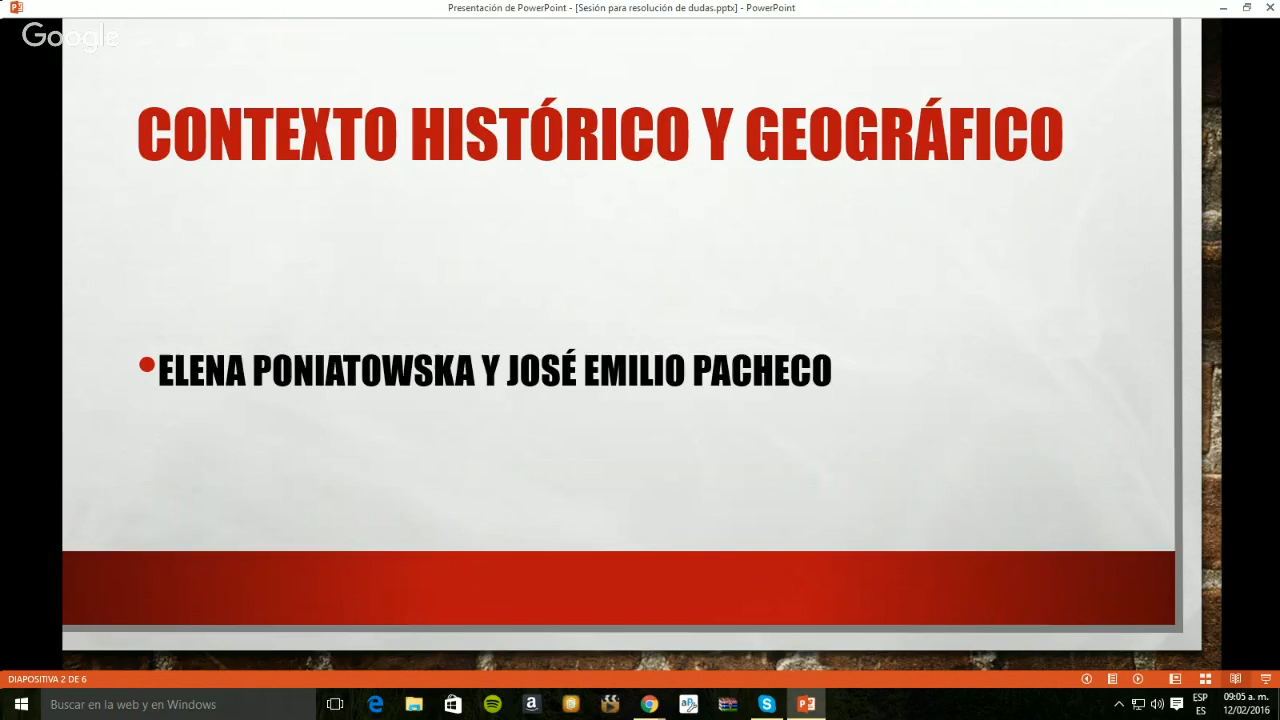 Presentación de PowerPoint - [Sesión para resolución de dudas.pptx] - PowerPoint
Google
CONTEXTO HISTÓRICO Y GEOGRÁFICO
•ELENA PONIATOWSKA Y JOSÉ EMILIO PACHECO
DIAPOSITIVA 2 DE 6
Buscar en la web y en Windows
ESP
ES
09:05 a. m.
12/02/2016